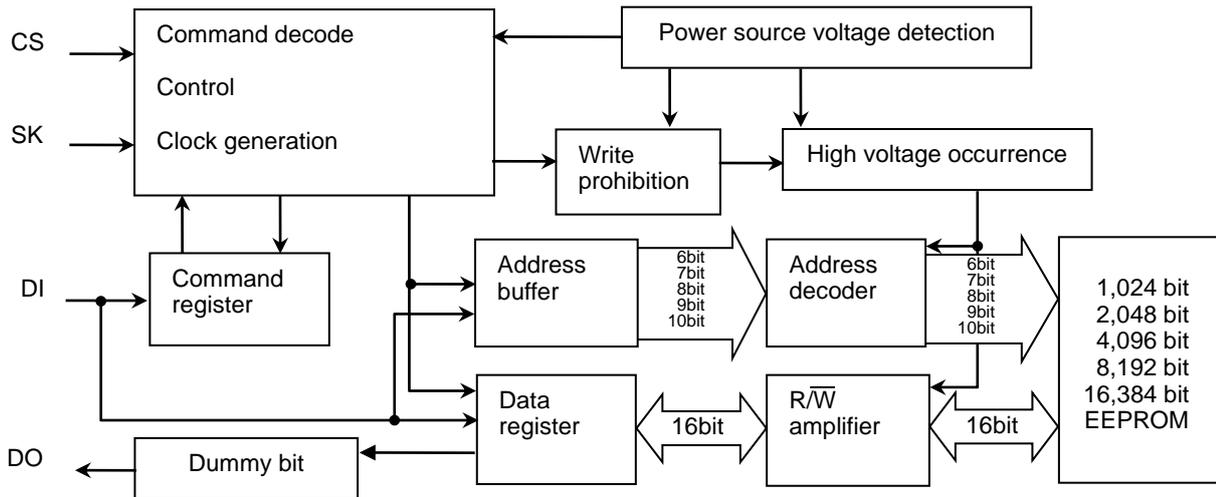 CS
SK
DI
DO
Command decode
Control
Clock generation
Power source voltage detection
Write
prohibition
High voltage occurrence
Command
register
Address
buffer
6bit
7bit
8bit
9bit
10bit
Address
decoder
6bit
7bit
8bit
9bit
10bit
1,024 bit
2,048 bit
4,096 bit
8,192 bit
16,384 bit
EEPROM
Data
register
16bit
R/W̅
amplifier
16bit
Dummy bit